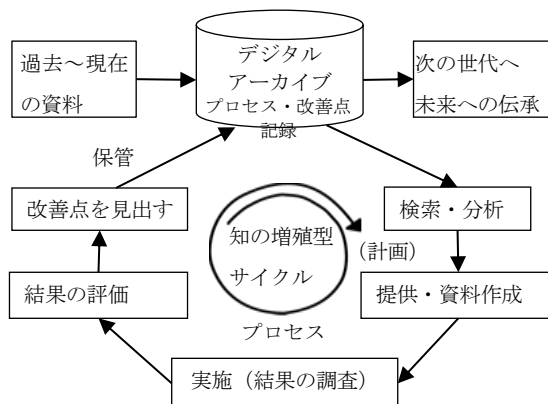 過去～現在
の資料
デジタル
アーカイブ
プロセス・改善点
記録
次の世代へ
未来への伝承
保管
改善点を見出す
検索・分析
知の増殖型
サイクル
（計画）
結果の評価
提供・資料作成
プロセス
実施（結果の調査）